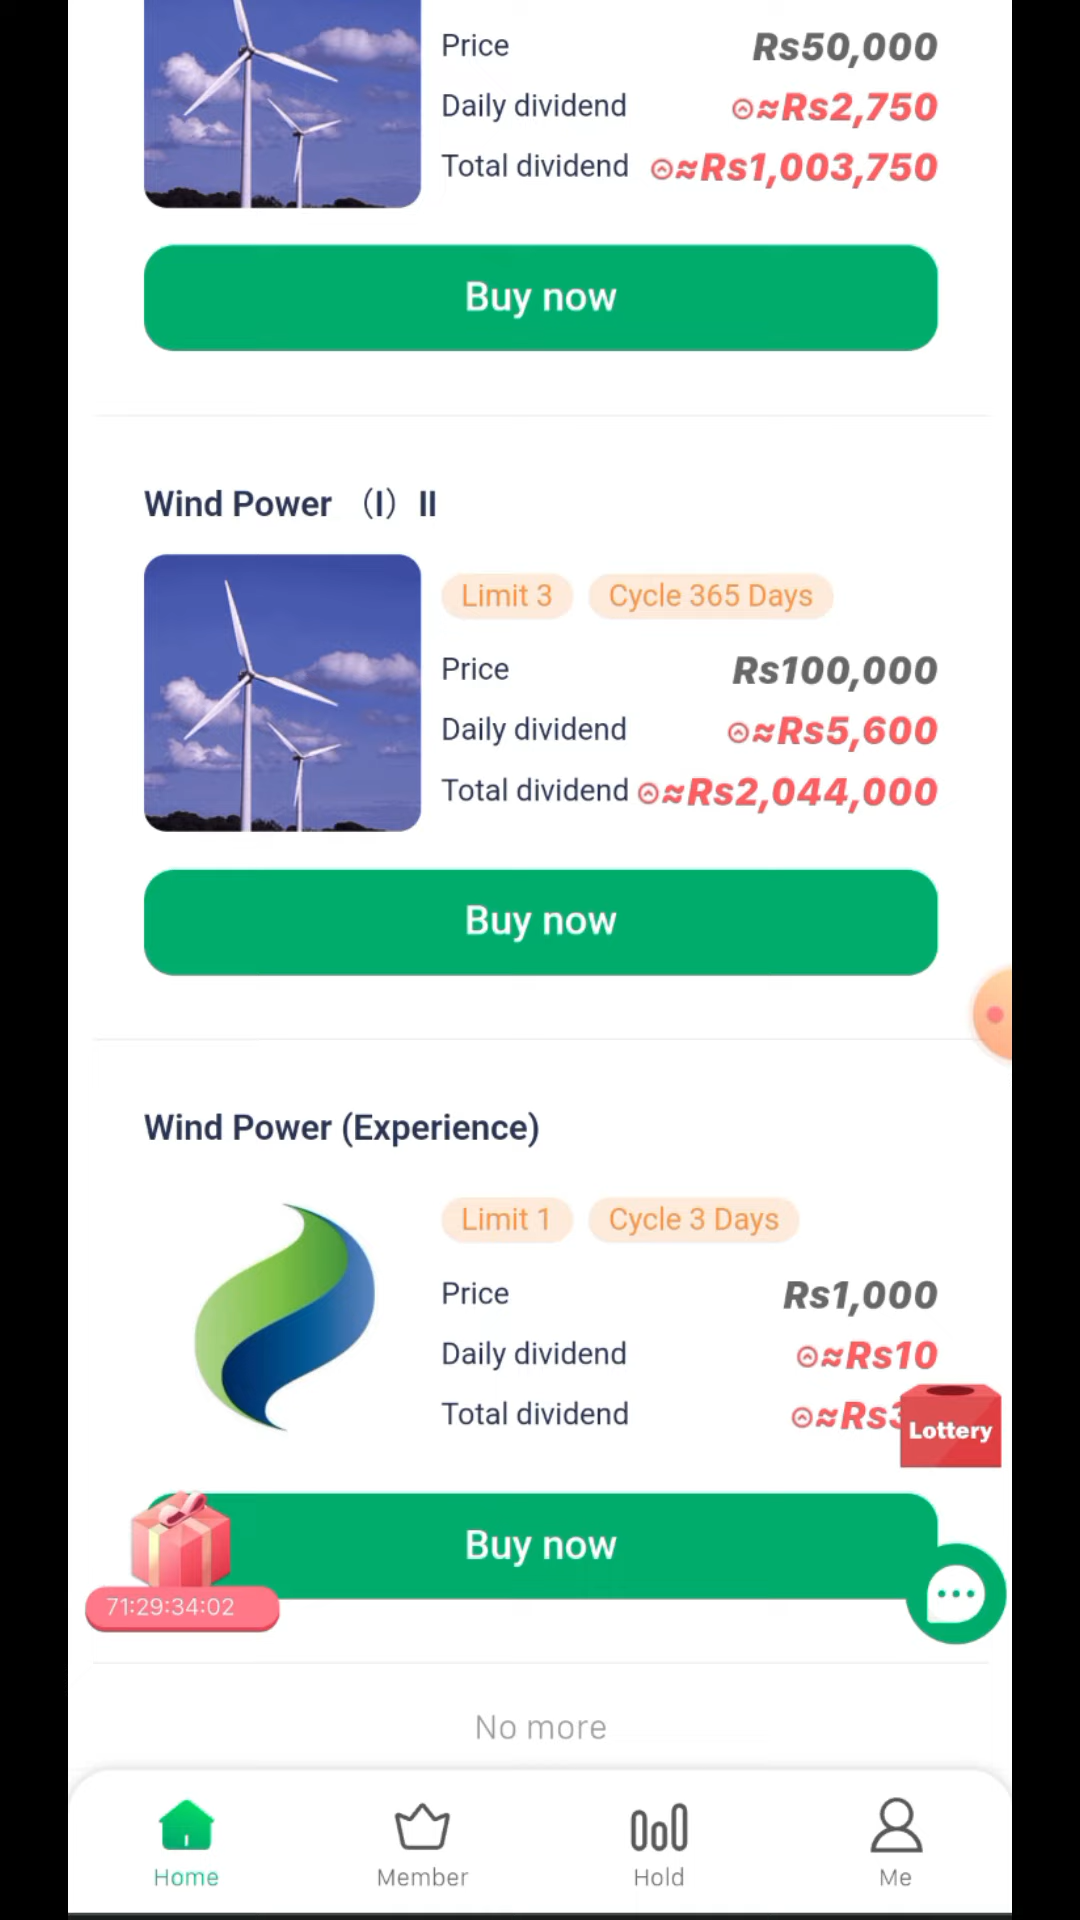 Price Rs50,000
Daily dividend ≈Rs2,750
Total dividend ≈Rs1,003,750
Buy now
Wind Power （I） II
Limit 3 Cycle 365 Days
Price Rs100,000
Daily dividend ≈Rs5,600
Total dividend ≈Rs2,044,000
Buy now
Wind Power (Experience)
Limit 1 Cycle 3 Days
Price Rs1,000
Daily dividend ≈Rs10
Total dividend ≈Rs3
Lottery
Buy now
71:29:34:02
No more
Home Member Hold Me